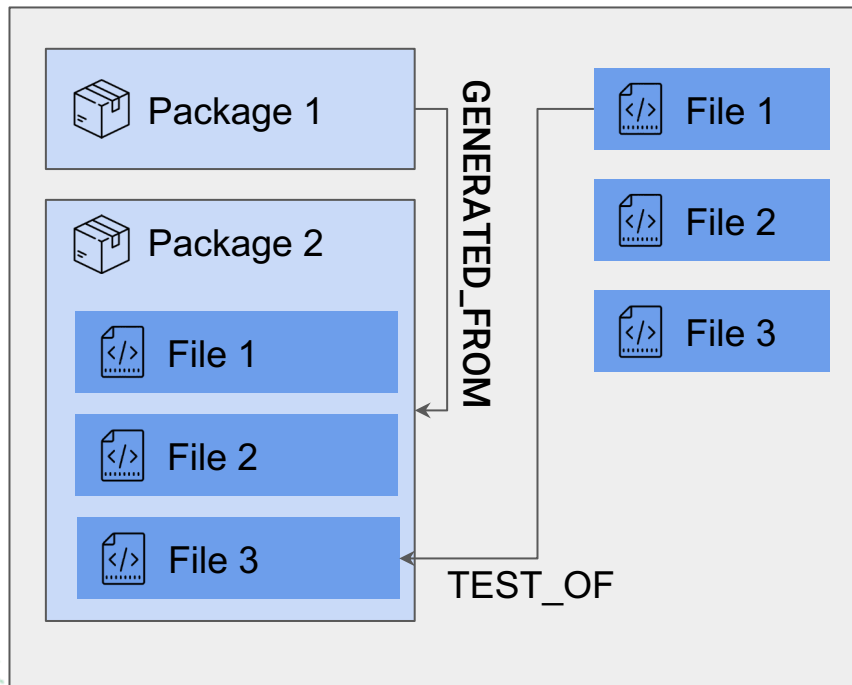 Package 1
Package 2
File 1
File 2
File 3
GENERATED_FROM
TEST_OF
File 1
File 2
File 3